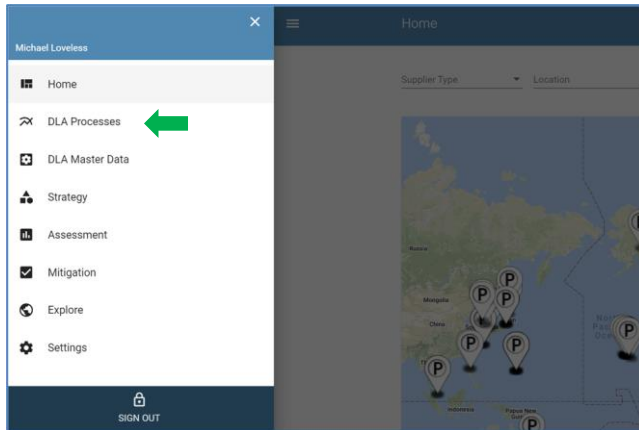 ×
Home
Michael Loveless
Supplier Type
Location
Home
DLA Processes
DLA Master Data
Strategy
Assessment
Mitigation
Explore
Settings
SIGN OUT
Russia
Mongolia
China
Indonesia
Papua New
P
P
P
P
P
P
P
P